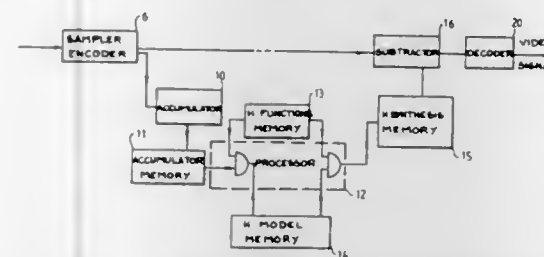 6
16
20
SAMPLER
ENCODER
SUBTRACTOR
DECODER
VIDE
SIGNA
10
ACCUMULATOR
13
H FUNCTIONS
MEMORY
H SYNTHESIS
MEMORY
15
11
ACCUMULATOR
MEMORY
PROCESSOR
12
H MODEL
MEMORY
14